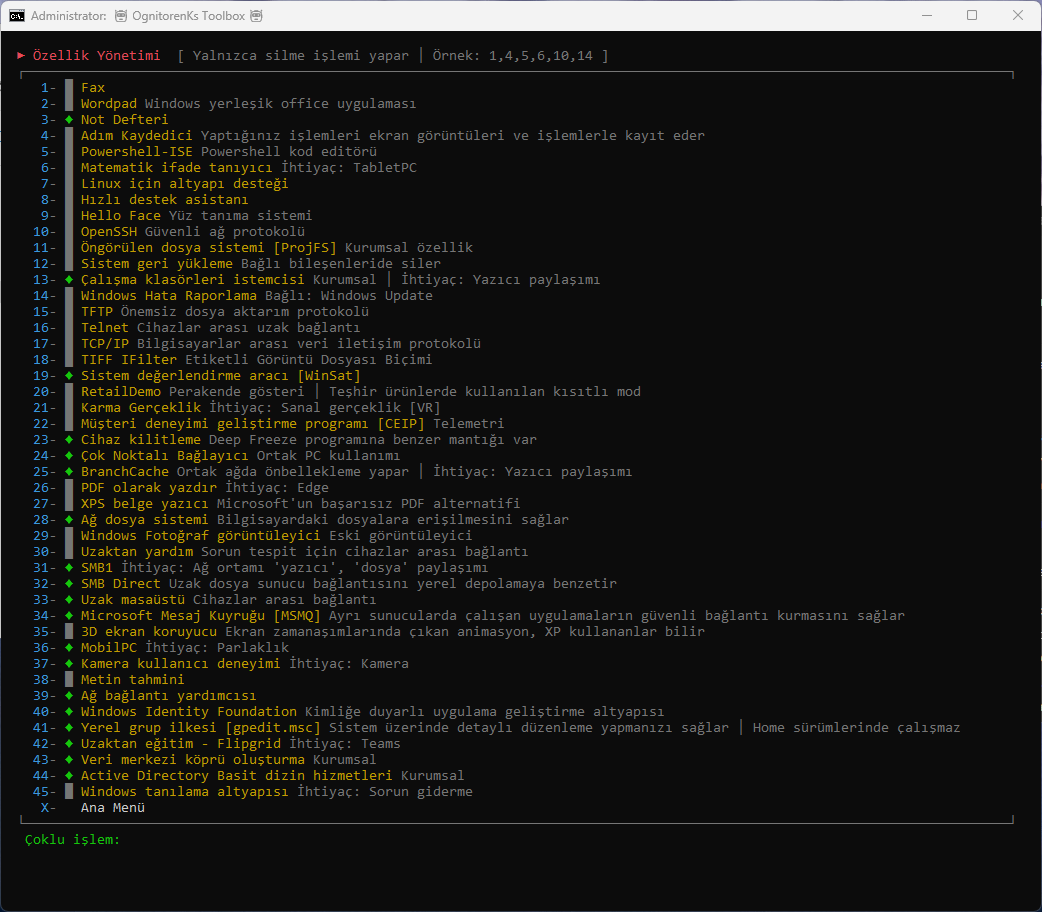 Administrator: OgnitorenKs Toolbox
► Özellik Yönetimi [ Yalnızca silme işlemi yapar │ Örnek: 1,4,5,6,10,14 ]
1- Fax
2- Wordpad Windows yerleşik office uygulaması
3- ♦ Not Defteri
4- Adım Kaydedici Yaptığınız işlemleri ekran görüntüleri ve işlemlerle kayıt eder
5- Powershell-ISE Powershell kod editörü
6- Matematik ifade tanıyıcı İhtiyaç: TabletPC
7- Linux için altyapı desteği
8- Hızlı destek asistanı
9- Hello Face Yüz tanıma sistemi
10- OpenSSH Güvenli ağ protokolü
11- Öngörülen dosya sistemi [ProjFS] Kurumsal özellik
12- Sistem geri yükleme Bağlı bileşenleride siler
13- ♦ Çalışma klasörleri istemcisi Kurumsal │ İhtiyaç: Yazıcı paylaşımı
14- Windows Hata Raporlama Bağlı: Windows Update
15- TFTP Önemsiz dosya aktarım protokolü
16- Telnet Cihazlar arası uzak bağlantı
17- TCP/IP Bilgisayarlar arası veri iletişim protokolü
18- TIFF IFilter Etiketli Görüntü Dosyası Biçimi
19- ♦ Sistem değerlendirme aracı [WinSat]
20- RetailDemo Perakende gösteri │ Teşhir ürünlerde kullanılan kısıtlı mod
21- Karma Gerçeklik İhtiyaç: Sanal gerçeklik [VR]
22- Müşteri deneyimi geliştirme programı [CEIP] Telemetri
23- ♦ Cihaz kilitleme Deep Freeze programına benzer mantığı var
24- ♦ Çok Noktalı Bağlayıcı Ortak PC kullanımı
25- ♦ BranchCache Ortak ağda önbellekleme yapar │ İhtiyaç: Yazıcı paylaşımı
26- PDF olarak yazdır İhtiyaç: Edge
27- XPS belge yazıcı Microsoft'un başarısız PDF alternatifi
28- ♦ Ağ dosya sistemi Bilgisayardaki dosyalara erişilmesini sağlar
29- Windows Fotoğraf görüntüleyici Eski görüntüleyici
30- Uzaktan yardım Sorun tespit için cihazlar arası bağlantı
31- ♦ SMB1 İhtiyaç: Ağ ortamı 'yazıcı', 'dosya' paylaşımı
32- ♦ SMB Direct Uzak dosya sunucu bağlantısını yerel depolamaya benzetir
33- ♦ Uzak masaüstü Cihazlar arası bağlantı
34- ♦ Microsoft Mesaj Kuyruğu [MSMQ] Ayrı sunucularda çalışan uygulamaların güvenli bağlantı kurmasını sağlar
35- 3D ekran koruyucu Ekran zamanaşımlarında çıkan animasyon, XP kullananlar bilir
36- ♦ MobilPC İhtiyaç: Parlaklık
37- ♦ Kamera kullanıcı deneyimi İhtiyaç: Kamera
38- Metin tahmini
39- ♦ Ağ bağlantı yardımcısı
40- ♦ Windows Identity Foundation Kimliğe duyarlı uygulama geliştirme altyapısı
41- ♦ Yerel grup ilkesi [gpedit.msc] Sistem üzerinde detaylı düzenleme yapmanızı sağlar │ Home sürümlerinde çalışmaz
42- ♦ Uzaktan eğitim - Flipgrid İhtiyaç: Teams
43- ♦ Veri merkezi köprü oluşturma Kurumsal
44- ♦ Active Directory Basit dizin hizmetleri Kurumsal
45- Windows tanılama altyapısı İhtiyaç: Sorun giderme
X- Ana Menü
Çoklu işlem: